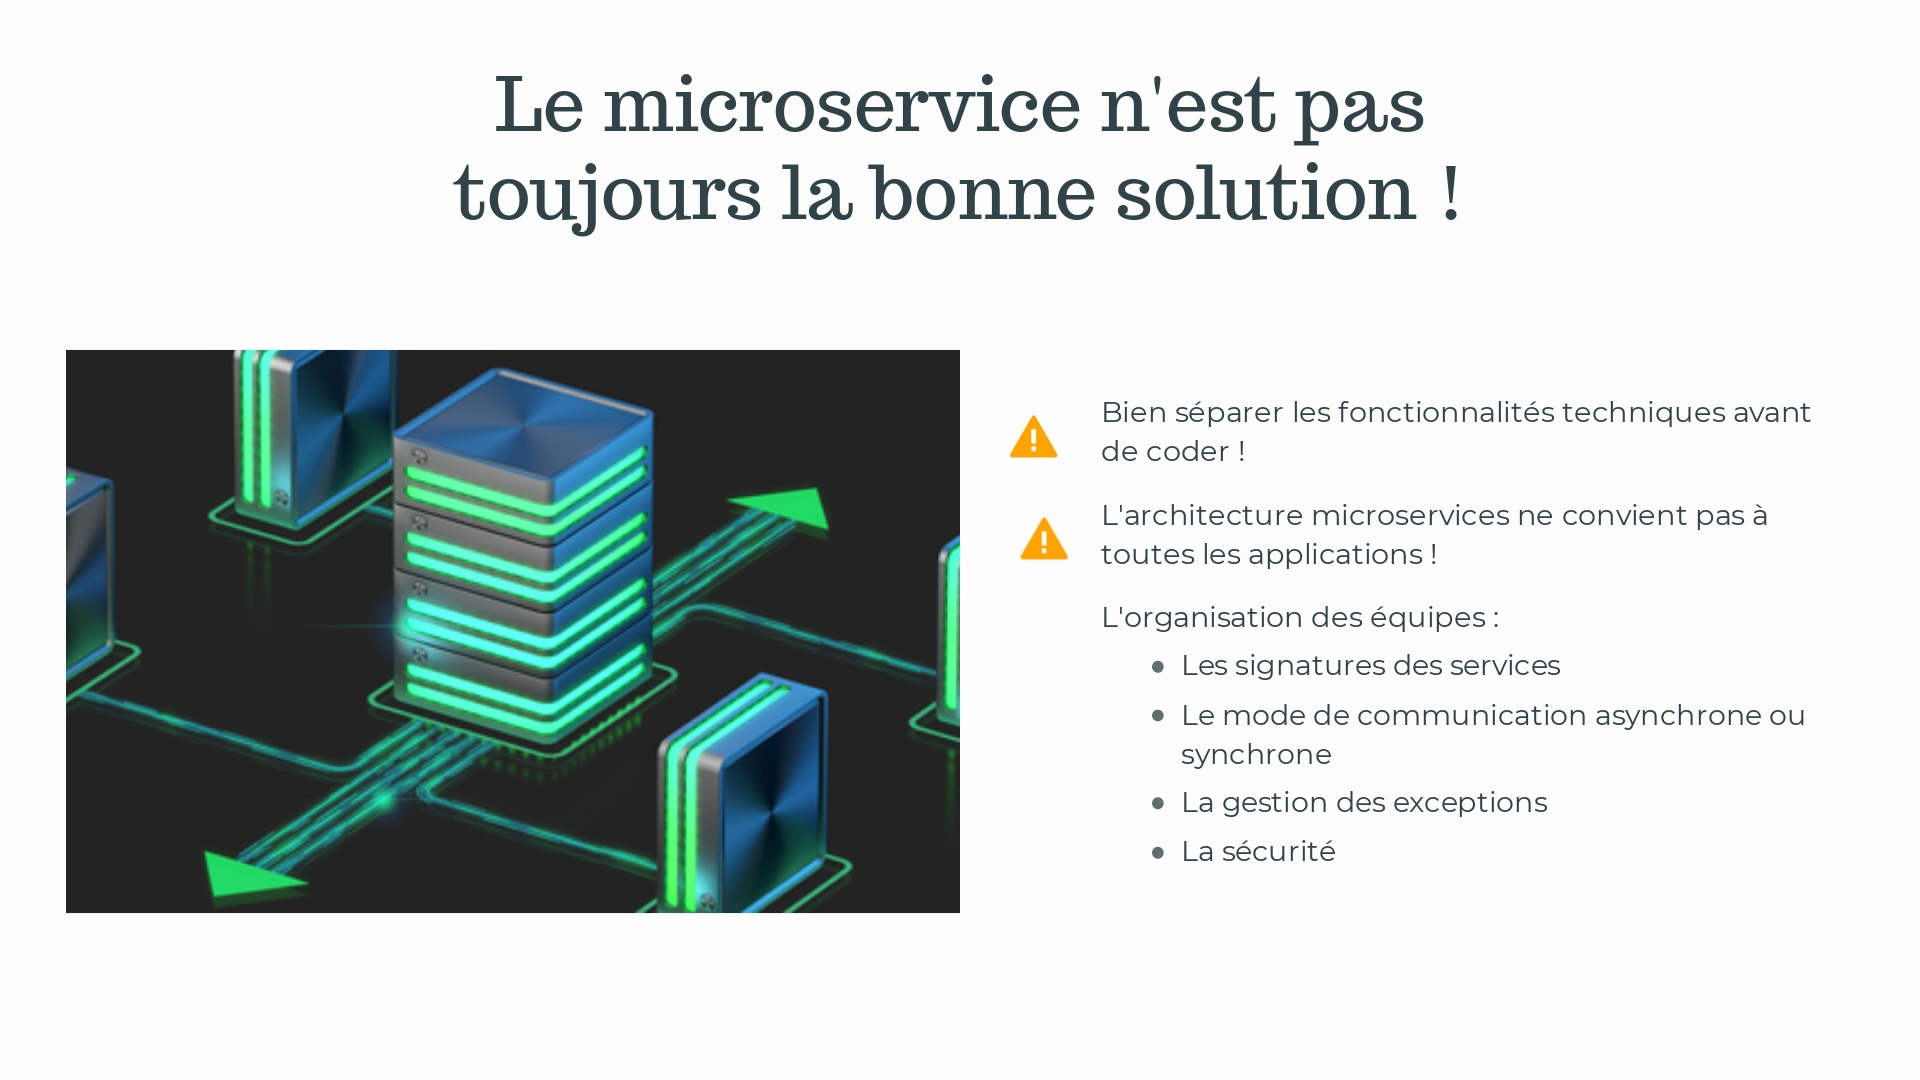 Le microservice n'est pas
toujours la bonne solution !
Bien séparer les fonctionnalités techniques avant
de coder !
L'architecture microservices ne convient pas à
toutes les applications !
L'organisation des équipes :
• Les signatures des services
• Le mode de communication asynchrone ou
synchrone
• La gestion des exceptions
• La sécurité